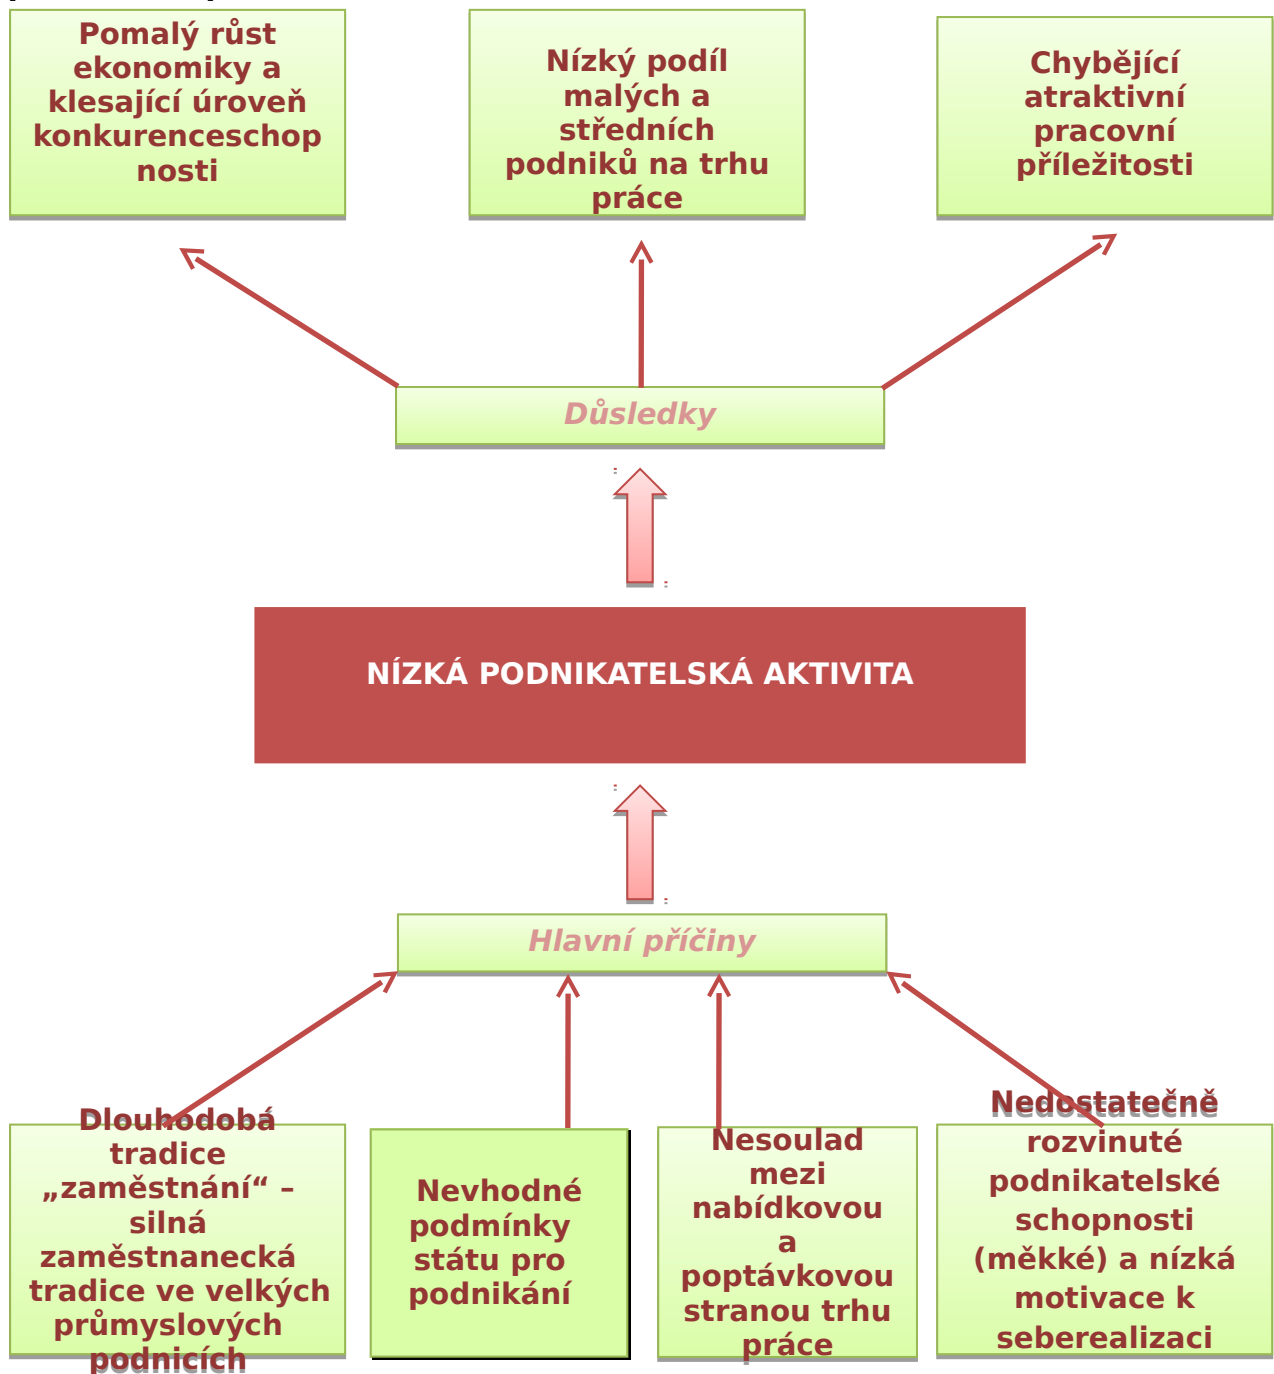 Pomalý růst
ekonomiky a
klesající úroveň
konkurenceschop
nosti
Nízký podíl
malých a
středních
podniků na trhu
práce
Chybějící
atraktivní
pracovní
příležitosti
Důsledky
NÍZKÁ PODNIKATELSKÁ AKTIVITA
Hlavní příčiny
Dlouhodobá
tradice
„zaměstnání“ –
silná
zaměstnanecká
tradice ve velkých
průmyslových
podnicích
Nevhodné
podmínky
státu pro
podnikání
Nesoulad
mezi
nabídkovou
a
poptávkovou
stranou trhu
práce
Nedostatečně
rozvinuté
podnikatelské
schopnosti
(měkké) a nízká
motivace k
seberealizaci